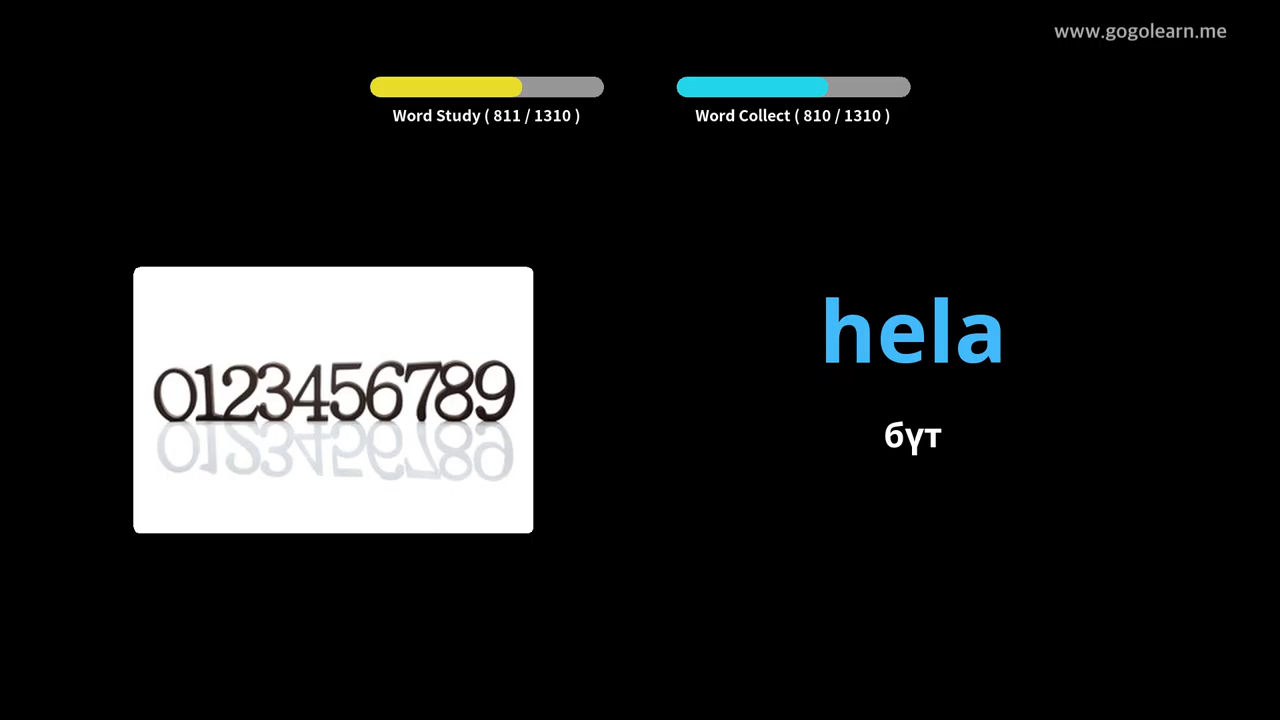 www.gogolearn.me
Word Study ( 811 / 1310 )
Word Collect ( 810 / 1310 )
0123456789
hela
бүт